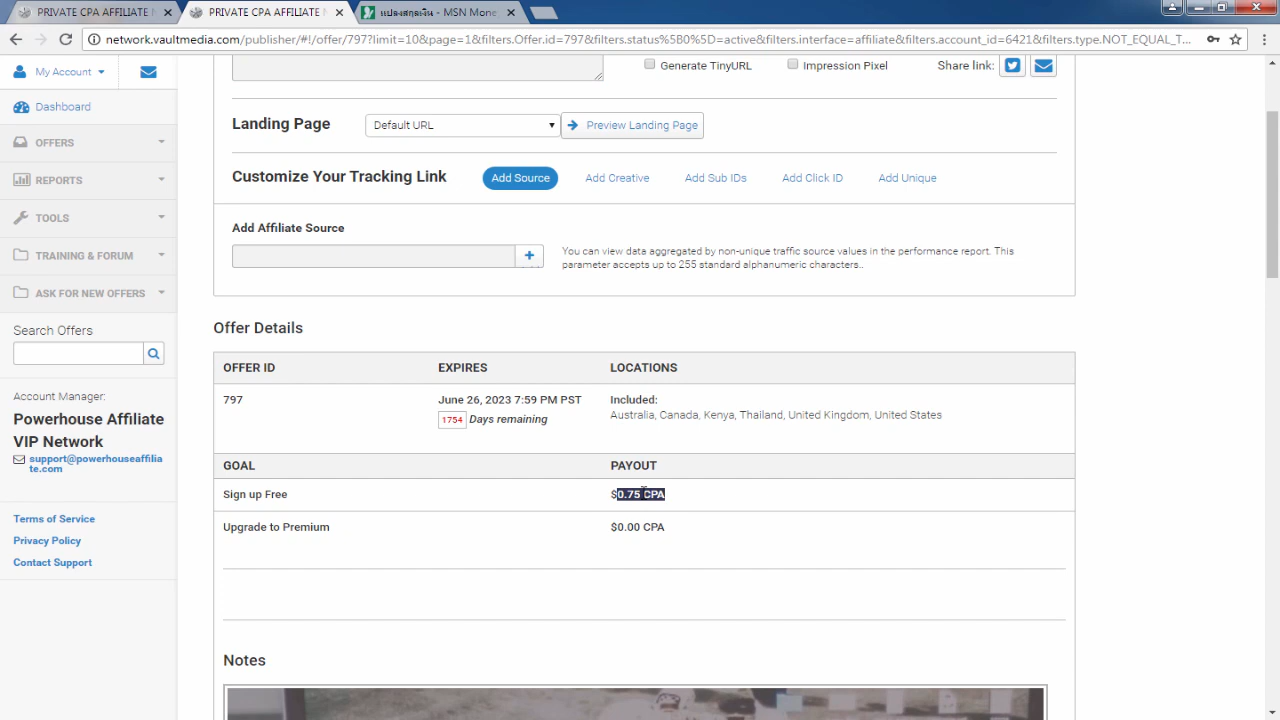 PRIVATE CPA AFFILIATE N
PRIVATE CPA AFFILIATE N
แปลงสกุลเงิน - MSN Mone
network.vaultmedia.com/publisher/#!/offer/797?limit=10&page=1&filters.Offer.id=797&filters.status%5B0%5D=active&filters.interface=affiliate&filters.account_id=6421&filters.type.NOT_EQUAL_T...
My Account
Dashboard
OFFERS
REPORTS
TOOLS
TRAINING & FORUM
ASK FOR NEW OFFERS
Search Offers
Account Manager:
Powerhouse Affiliate
VIP Network
support@powerhouseaffilia
te.com
Terms of Service
Privacy Policy
Contact Support
Generate TinyURL
Impression Pixel
Share link:
Landing Page
Default URL
Preview Landing Page
Customize Your Tracking Link
Add Source
Add Creative
Add Sub IDs
Add Click ID
Add Unique
Add Affiliate Source
You can view data aggregated by non-unique traffic source values in the performance report. This
parameter accepts up to 255 standard alphanumeric characters..
Offer Details
OFFER ID EXPIRES LOCATIONS
797 June 26, 2023 7:59 PM PST Included:
1754 Days remaining Australia, Canada, Kenya, Thailand, United Kingdom, United States
GOAL PAYOUT
Sign up Free $0.75 CPA
Upgrade to Premium $0.00 CPA
Notes